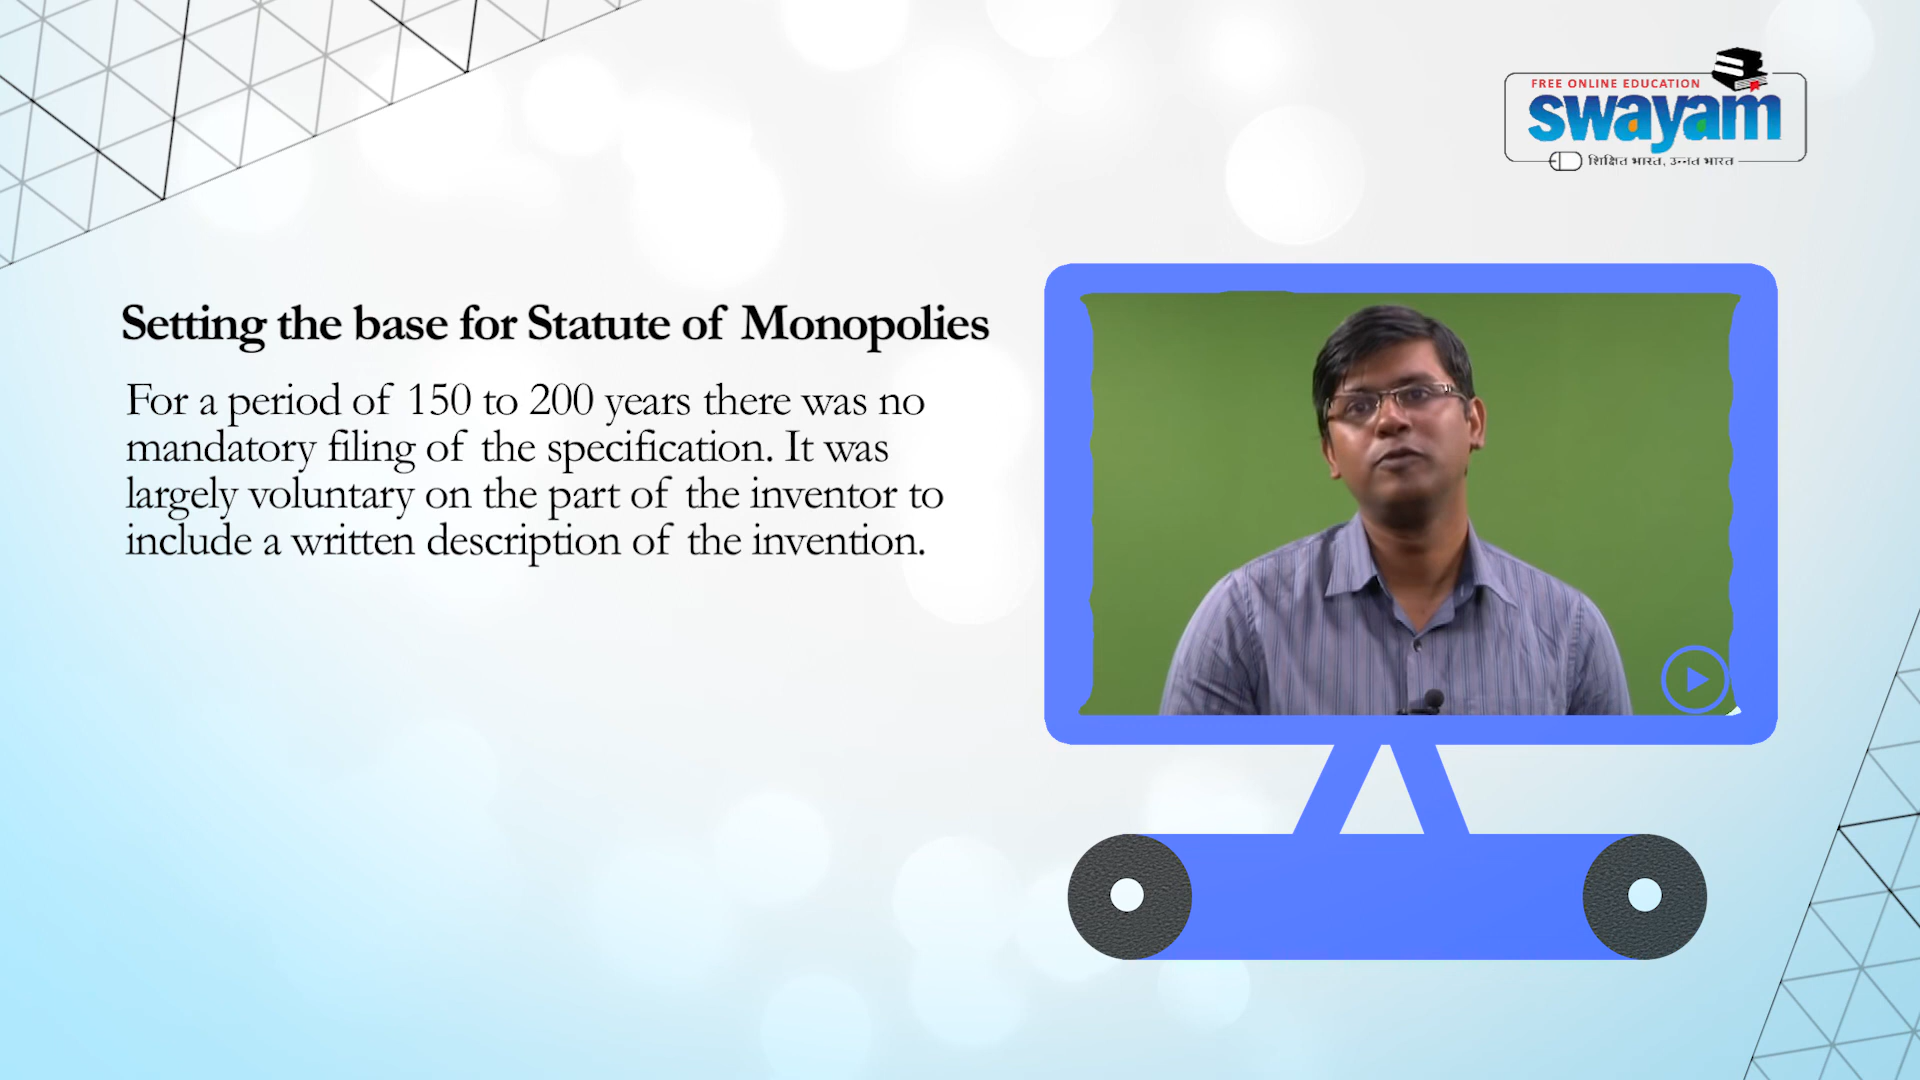 FREE ONLINE EDUCATION
swayam
शिक्षित भारत, उन्नत भारत
Setting the base for Statute of Monopolies
For a period of 150 to 200 years there was no
mandatory filing of the specification. It was
largely voluntary on the part of the inventor to
include a written description of the invention.